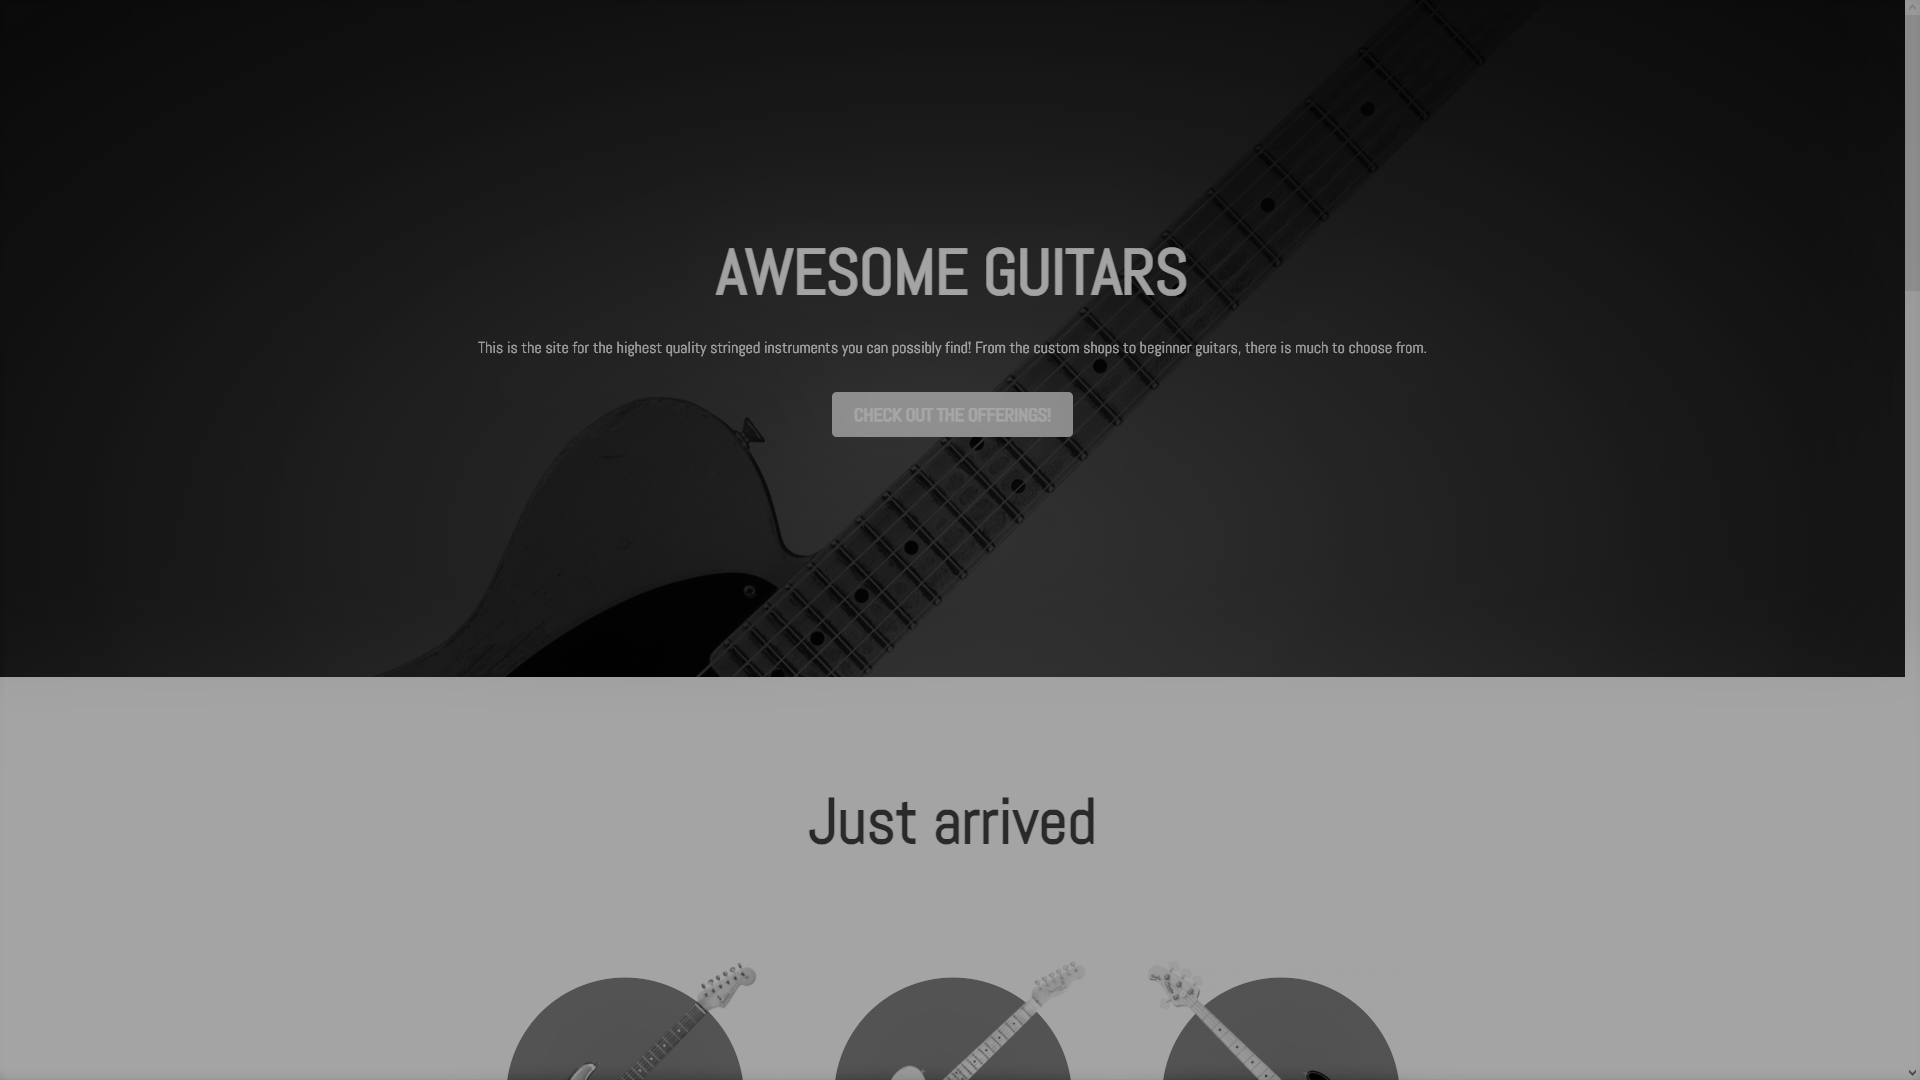 AWESOME GUITARS
This is the site for the highest quality stringed instruments you can possibly find! From the custom shops to beginner guitars, there is much to choose from.
CHECK OUT THE OFFERINGS!
Just arrived